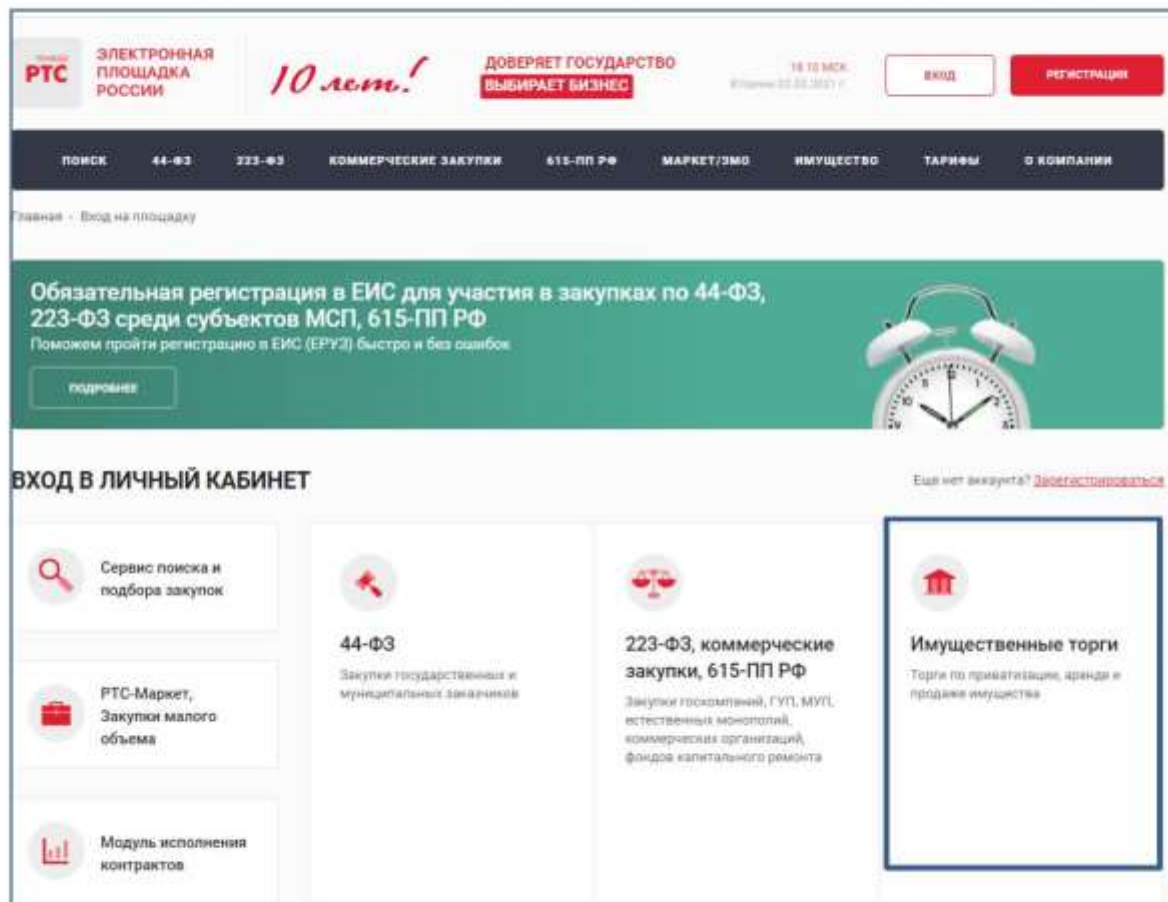 РТС
ЭЛЕКТРОННАЯ
ПЛОЩАДКА
РОССИИ
10 лет!
ДОВЕРЯЕТ ГОСУДАРСТВО
ВЫБИРАЕТ БИЗНЕС
МСК
ВХОД
РЕГИСТРАЦИЯ
ПОИСК 44-ФЗ 223-ФЗ КОММЕРЧЕСКИЕ ЗАКУПКИ 615-ПП РФ МАРКЕТ/ЗМО ИМУЩЕСТВО ТАРИФЫ О КОМПАНИИ
Главная - Вход на площадку
Обязательная регистрация в ЕИС для участия в закупках по 44-ФЗ,
223-ФЗ среди субъектов МСП, 615-ПП РФ
Поможем пройти регистрацию в ЕИС (ЕРУЗ) быстро и без ошибок
ПОДРОБНЕЕ
ВХОД В ЛИЧНЫЙ КАБИНЕТ
Еще нет аккаунта? Зарегистрироваться
Сервис поиска и
подбора закупок
РТС-Маркет,
Закупки малого
объема
Модуль исполнения
контрактов
44-ФЗ
Закупки государственных и
муниципальных заказчиков
223-ФЗ, коммерческие
закупки, 615-ПП РФ
Закупки госкомпаний, ГУП, МУП,
естественных монополий,
коммерческих организаций,
фондов капитального ремонта
Имущественные торги
Торги по приватизации, аренде и
продаже имущества